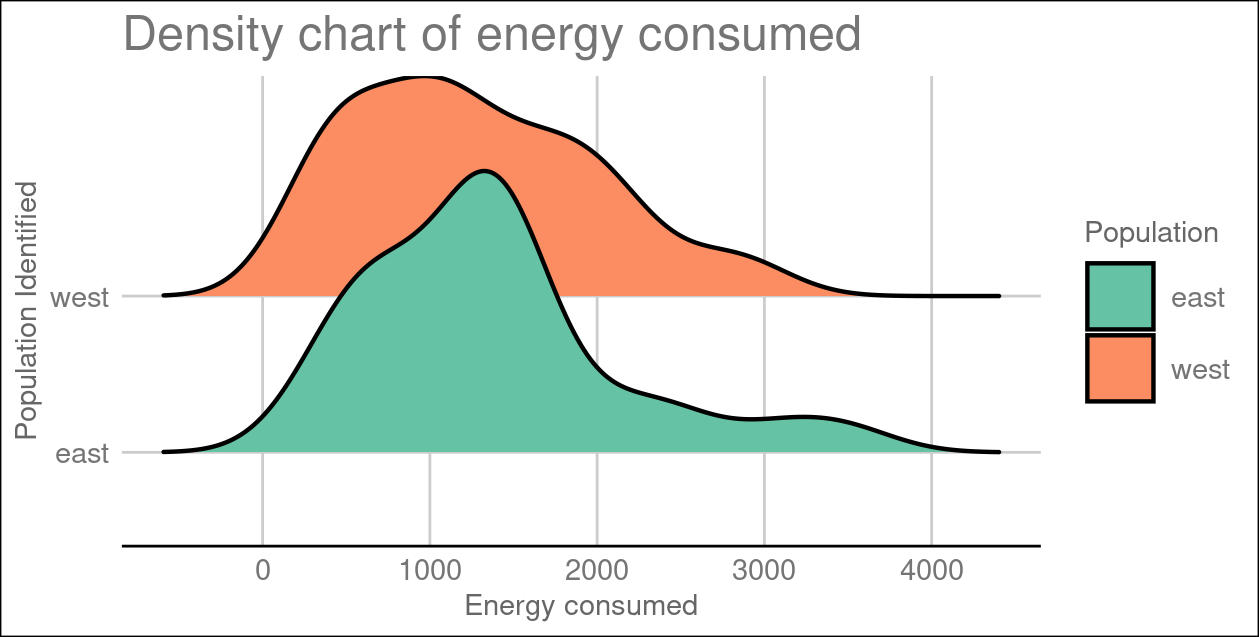 Density chart of energy consumed
Population Identified
west
east
0 1000 2000 3000 4000
Energy consumed
Population
east
west